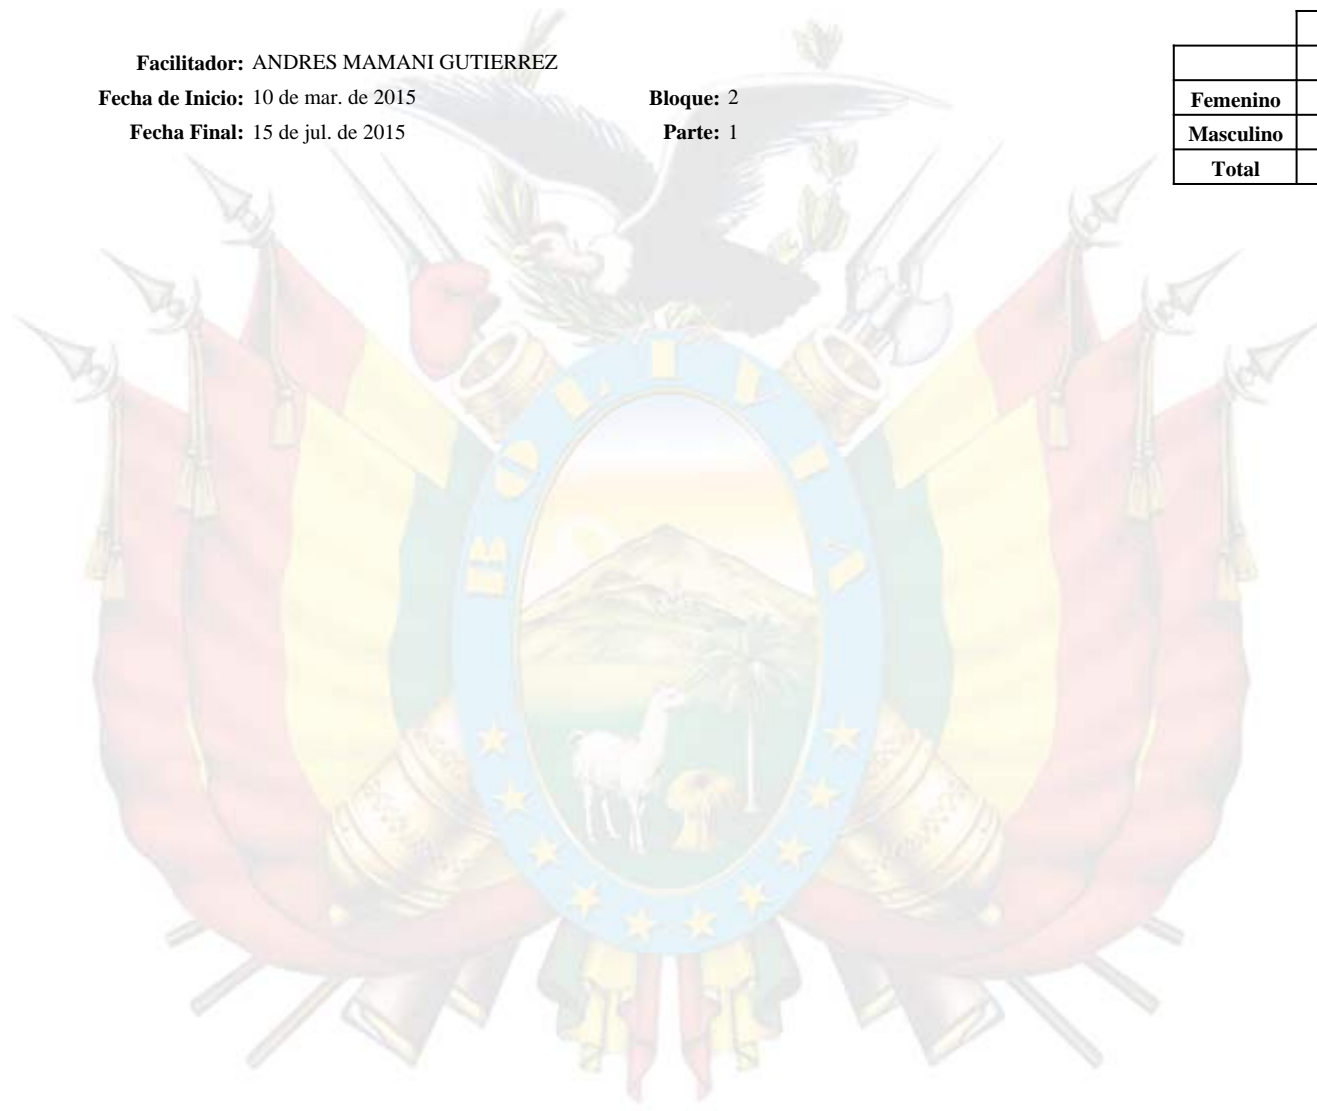 Facilitador: ANDRES MAMANI GUTIERREZ
Fecha de Inicio: 10 de mar. de 2015 Bloque: 2
Fecha Final: 15 de jul. de 2015 Parte: 1
Femenino
Masculino
Total
BOLIVIA